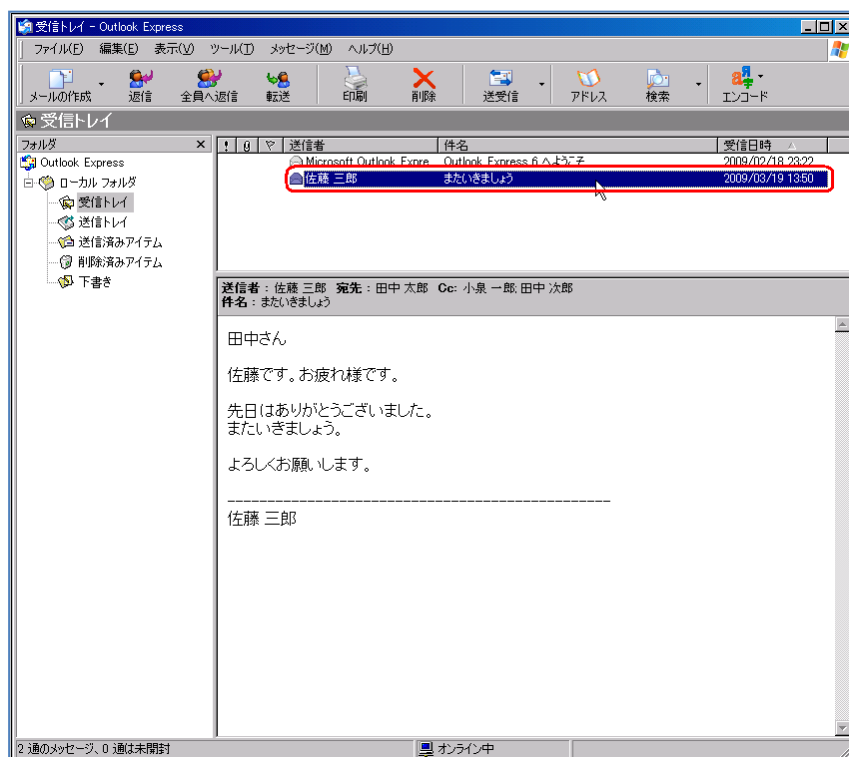 受信トレイ - Outlook Express
ファイル(F) 編集(E) 表示(V) ツール(T) メッセージ(M) ヘルプ(H)
メールの作成 返信 全員へ返信 転送 印刷 削除 送受信 アドレス 検索 エンコード
受信トレイ
フォルダ
Outlook Express
ローカル フォルダ
受信トレイ
送信トレイ
送信済みアイテム
削除済みアイテム
下書き
送信者 件名 受信日時
Microsoft Outlook Expre... Outlook Express 6 へようこそ 2009/02/18 23:22
佐藤 三郎 またいきましょう 2009/03/19 13:50
送信者 : 佐藤 三郎 宛先 : 田中 太郎 Cc: 小泉 一郎; 田中 次郎
件名 : またいきましょう
田中さん
佐藤です。お疲れ様です。
先日はありがとうございました。
またいきましょう。
よろしくお願いします。
------------------------------------------------
佐藤 三郎
2 通のメッセージ、0 通は未開封 オンライン中